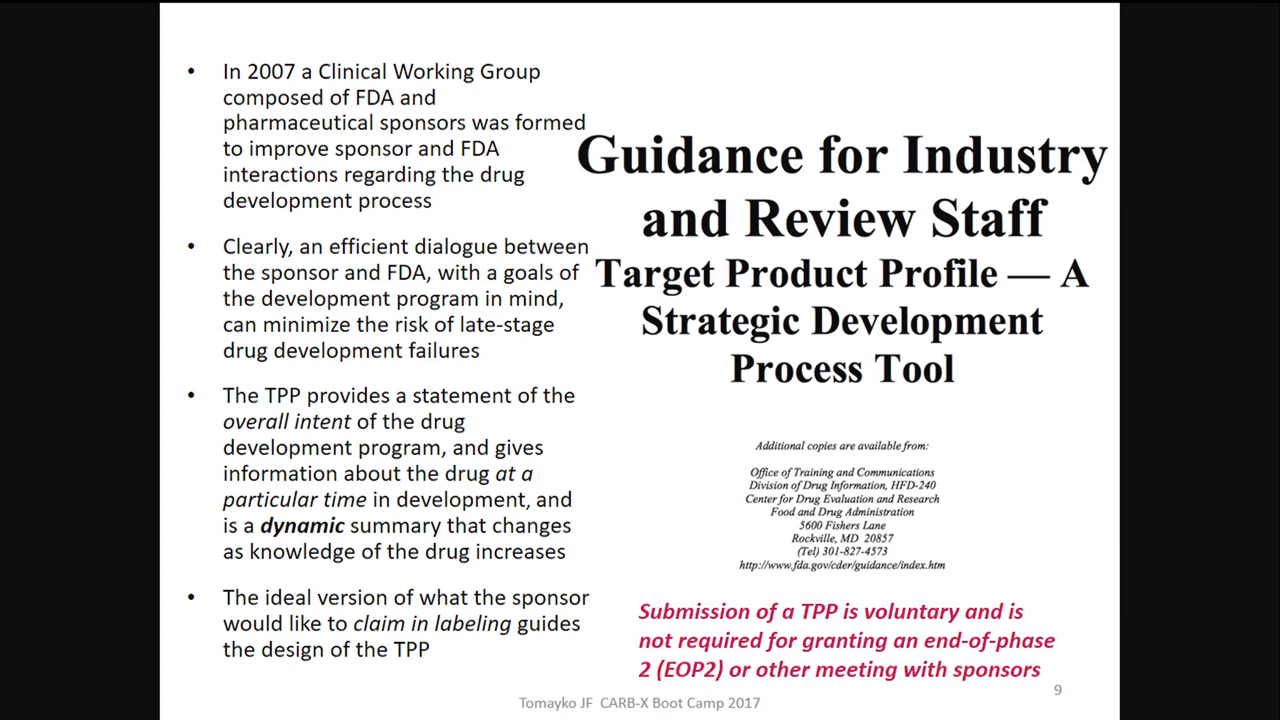 • In 2007 a Clinical Working Group
composed of FDA and
pharmaceutical sponsors was formed
to improve sponsor and FDA
interactions regarding the drug
development process
• Clearly, an efficient dialogue between
the sponsor and FDA, with a goals of
the development program in mind,
can minimize the risk of late-stage
drug development failures
• The TPP provides a statement of the
overall intent of the drug
development program, and gives
information about the drug at a
particular time in development, and
is a dynamic summary that changes
as knowledge of the drug increases
• The ideal version of what the sponsor
would like to claim in labeling guides
the design of the TPP
Guidance for Industry
and Review Staff
Target Product Profile — A
Strategic Development
Process Tool
Additional copies are available from:
Office of Training and Communications
Division of Drug Information, HFD-240
Center for Drug Evaluation and Research
Food and Drug Administration
5600 Fishers Lane
Rockville, MD 20857
(Tel) 301-827-4573
http://www.fda.gov/cder/guidance/index.htm
Submission of a TPP is voluntary and is
not required for granting an end-of-phase
2 (EOP2) or other meeting with sponsors
9
Tomayko JF CARB-X Boot Camp 2017